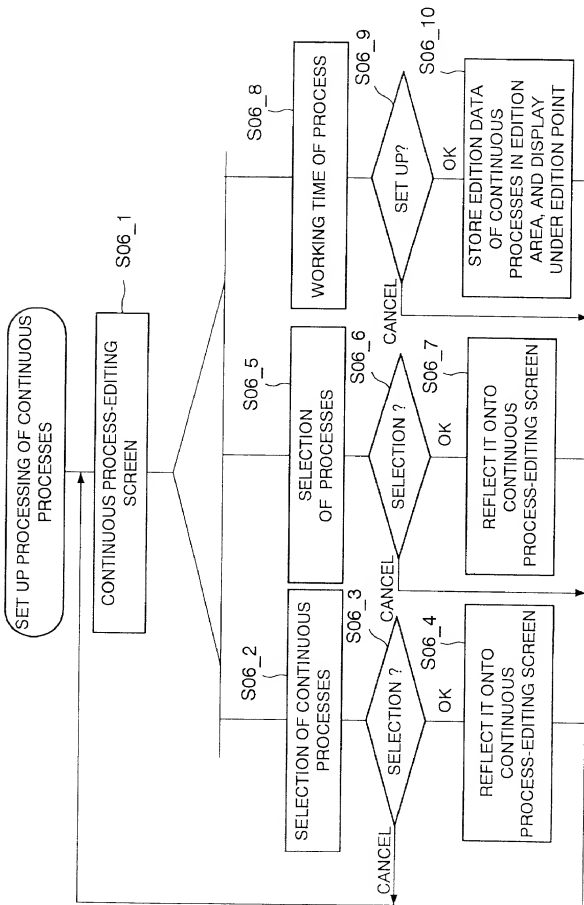 SET UP PROCESSING OF CONTINUOUS
PROCESSES
S06_1
CONTINUOUS PROCESS-EDITING
SCREEN
S06_2
SELECTION OF CONTINUOUS
PROCESSES
S06_3
SELECTION ?
CANCEL
OK
S06_4
REFLECT IT ONTO
CONTINUOUS
PROCESS-EDITING SCREEN
S06_5
SELECTION
OF PROCESSES
S06_6
SELECTION ?
CANCEL
OK
S06_7
REFLECT IT ONTO
CONTINUOUS
PROCESS-EDITING SCREEN
S06_8
WORKING TIME OF PROCESS
S06_9
SET UP?
CANCEL
OK
S06_10
STORE EDITION DATA
OF CONTINUOUS
PROCESSES IN EDITION
AREA, AND DISPLAY
UNDER EDITION POINT